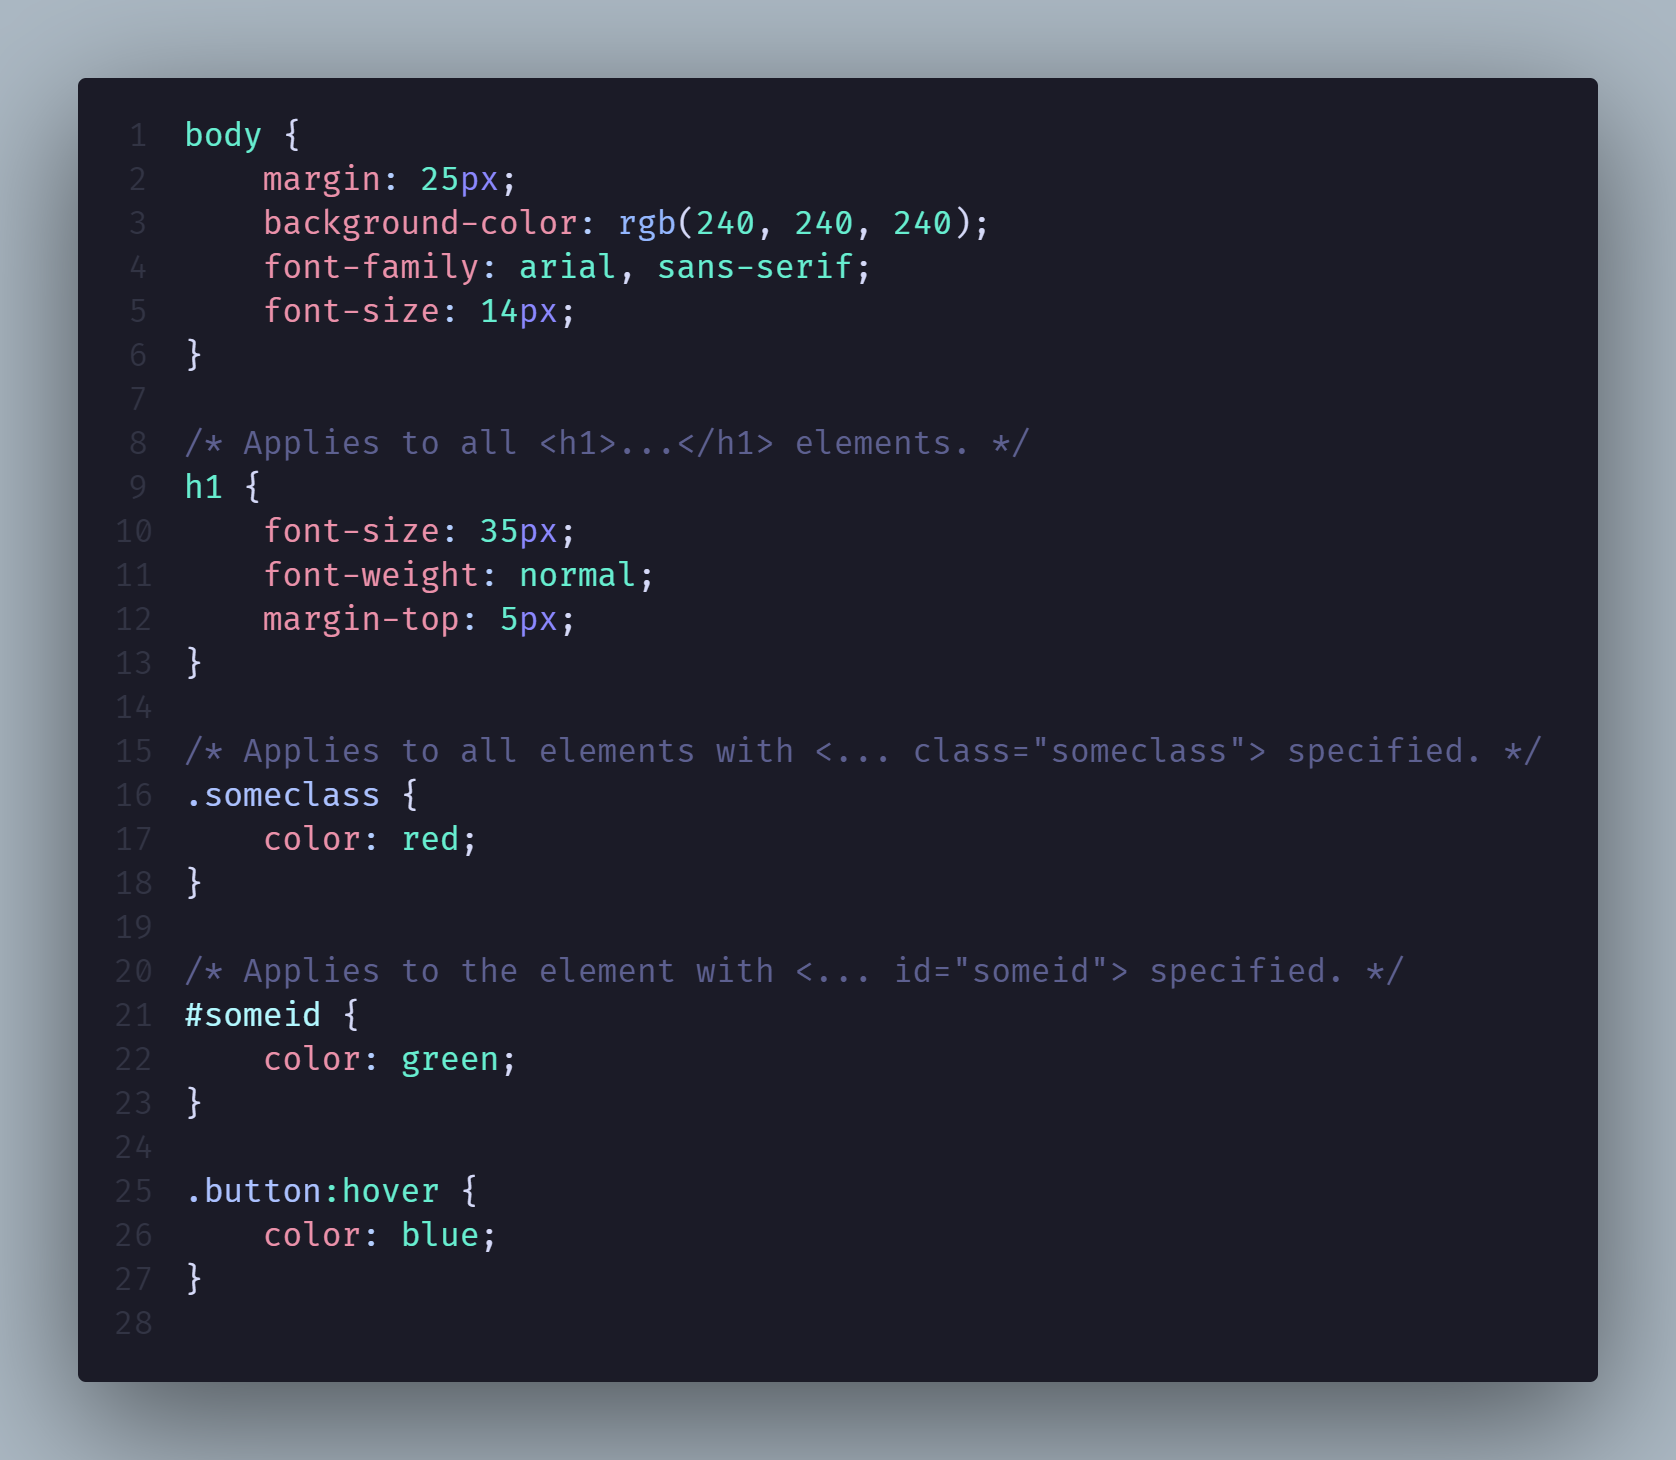 1 body {
2     margin: 25px;
3     background-color: rgb(240, 240, 240);
4     font-family: arial, sans-serif;
5     font-size: 14px;
6 }
7
8 /* Applies to all <h1>...</h1> elements. */
9 h1 {
10     font-size: 35px;
11     font-weight: normal;
12     margin-top: 5px;
13 }
14
15 /* Applies to all elements with <... class="someclass"> specified. */
16 .someclass {
17     color: red;
18 }
19
20 /* Applies to the element with <... id="someid"> specified. */
21 #someid {
22     color: green;
23 }
24
25 .button:hover {
26     color: blue;
27 }
28